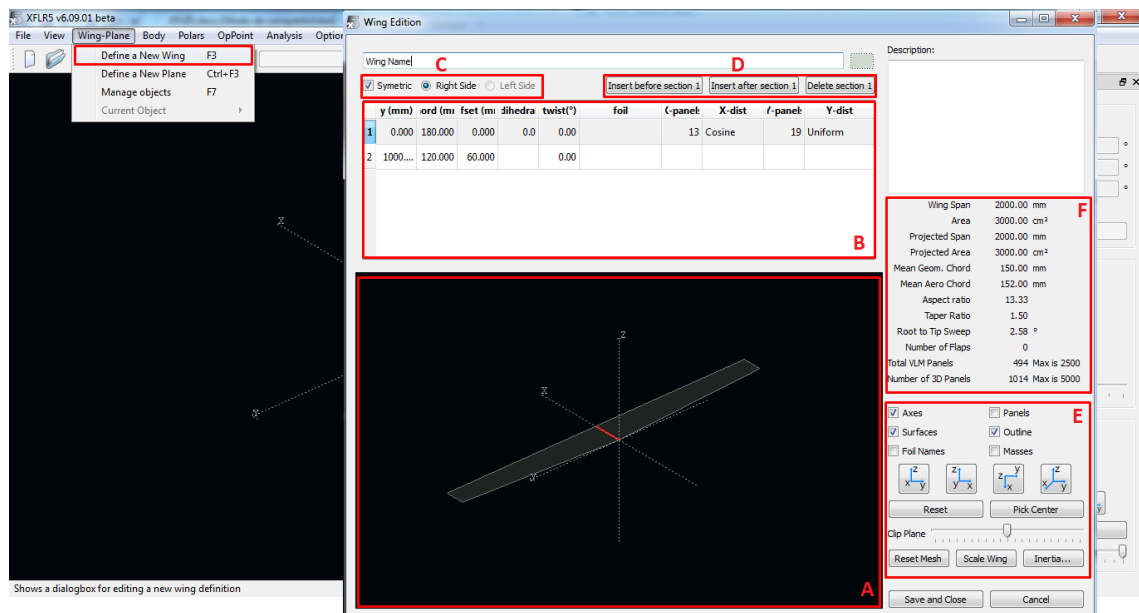 XFLR5 v6.09.01 beta
File View Wing-Plane Body Polars OpPoint Analysis Optio
Define a New Wing F3
Define a New Plane Ctrl+F3
Manage objects F7
Current Object
X
Y
Shows a dialogbox for editing a new wing definition
Wing Edition
Wing Name
C
D
Symetric Right Side Left Side
Insert before section 1 Insert after section 1 Delete section 1
y (mm) ord (m fset (m dihedra twist(°) foil X-panel X-dist Y-panel Y-dist
1 0.000 180.000 0.000 0.0 0.00 13 Cosine 19 Uniform
2 1000.... 120.000 60.000 0.00
B
z
X
Y
A
Description:
Wing Span 2000.00 mm
F
Area 3000.00 cm²
Projected Span 2000.00 mm
Projected Area 3000.00 cm²
Mean Geom. Chord 150.00 mm
Mean Aero Chord 152.00 mm
Aspect ratio 13.33
Taper Ratio 1.50
Root to Tip Sweep 2.58 °
Number of Flaps 0
Total VLM Panels 494 Max is 2500
Number of 3D Panels 1014 Max is 5000
Axes Panels
E
Surfaces Outline
Foil Names Masses
z x y z y x z y x z x y
Reset Pick Center
Clip Plane
Reset Mesh Scale Wing Inertia...
Save and Close Cancel
°
°
°